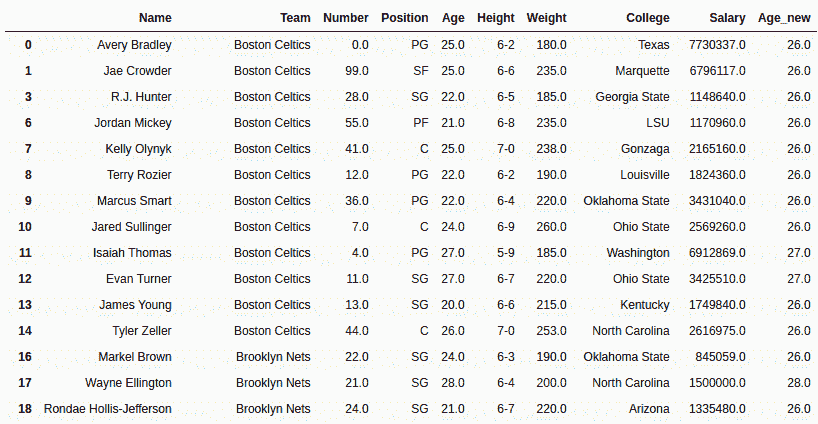 Name Team Number Position Age Height Weight College Salary Age_new
0 Avery Bradley Boston Celtics 0.0 PG 25.0 6-2 180.0 Texas 7730337.0 26.0
1 Jae Crowder Boston Celtics 99.0 SF 25.0 6-6 235.0 Marquette 6796117.0 26.0
3 R.J. Hunter Boston Celtics 28.0 SG 22.0 6-5 185.0 Georgia State 1148640.0 26.0
6 Jordan Mickey Boston Celtics 55.0 PF 21.0 6-8 235.0 LSU 1170960.0 26.0
7 Kelly Olynyk Boston Celtics 41.0 C 25.0 7-0 238.0 Gonzaga 2165160.0 26.0
8 Terry Rozier Boston Celtics 12.0 PG 22.0 6-2 190.0 Louisville 1824360.0 26.0
9 Marcus Smart Boston Celtics 36.0 PG 22.0 6-4 220.0 Oklahoma State 3431040.0 26.0
10 Jared Sullinger Boston Celtics 7.0 C 24.0 6-9 260.0 Ohio State 2569260.0 26.0
11 Isaiah Thomas Boston Celtics 4.0 PG 27.0 5-9 185.0 Washington 6912869.0 27.0
12 Evan Turner Boston Celtics 11.0 SG 27.0 6-7 220.0 Ohio State 3425510.0 27.0
13 James Young Boston Celtics 13.0 SG 20.0 6-6 215.0 Kentucky 1749840.0 26.0
14 Tyler Zeller Boston Celtics 44.0 C 26.0 7-0 253.0 North Carolina 2616975.0 26.0
16 Markel Brown Brooklyn Nets 22.0 SG 24.0 6-3 190.0 Oklahoma State 845059.0 26.0
17 Wayne Ellington Brooklyn Nets 21.0 SG 28.0 6-4 200.0 North Carolina 1500000.0 28.0
18 Rondae Hollis-Jefferson Brooklyn Nets 24.0 SG 21.0 6-7 220.0 Arizona 1335480.0 26.0